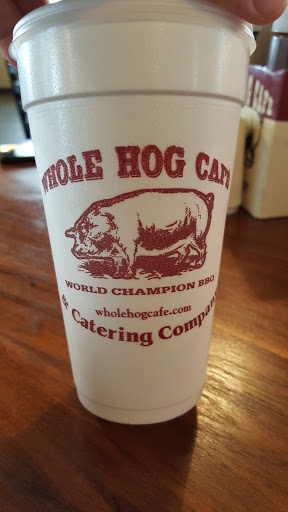 WHOLE HOG CAFE
WORLD CHAMPION BBQ
wholehogcafe.com
& Catering Company